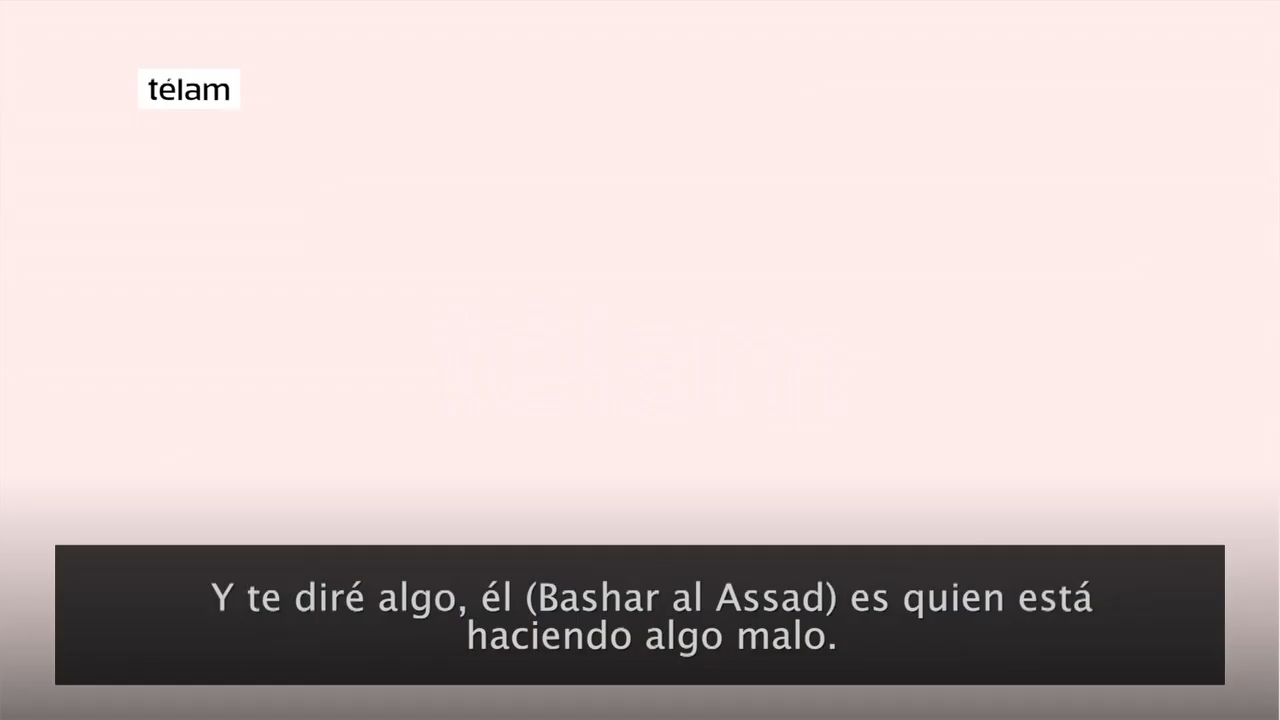 télam
Y te diré algo, él (Bashar al Assad) es quien está
haciendo algo malo.